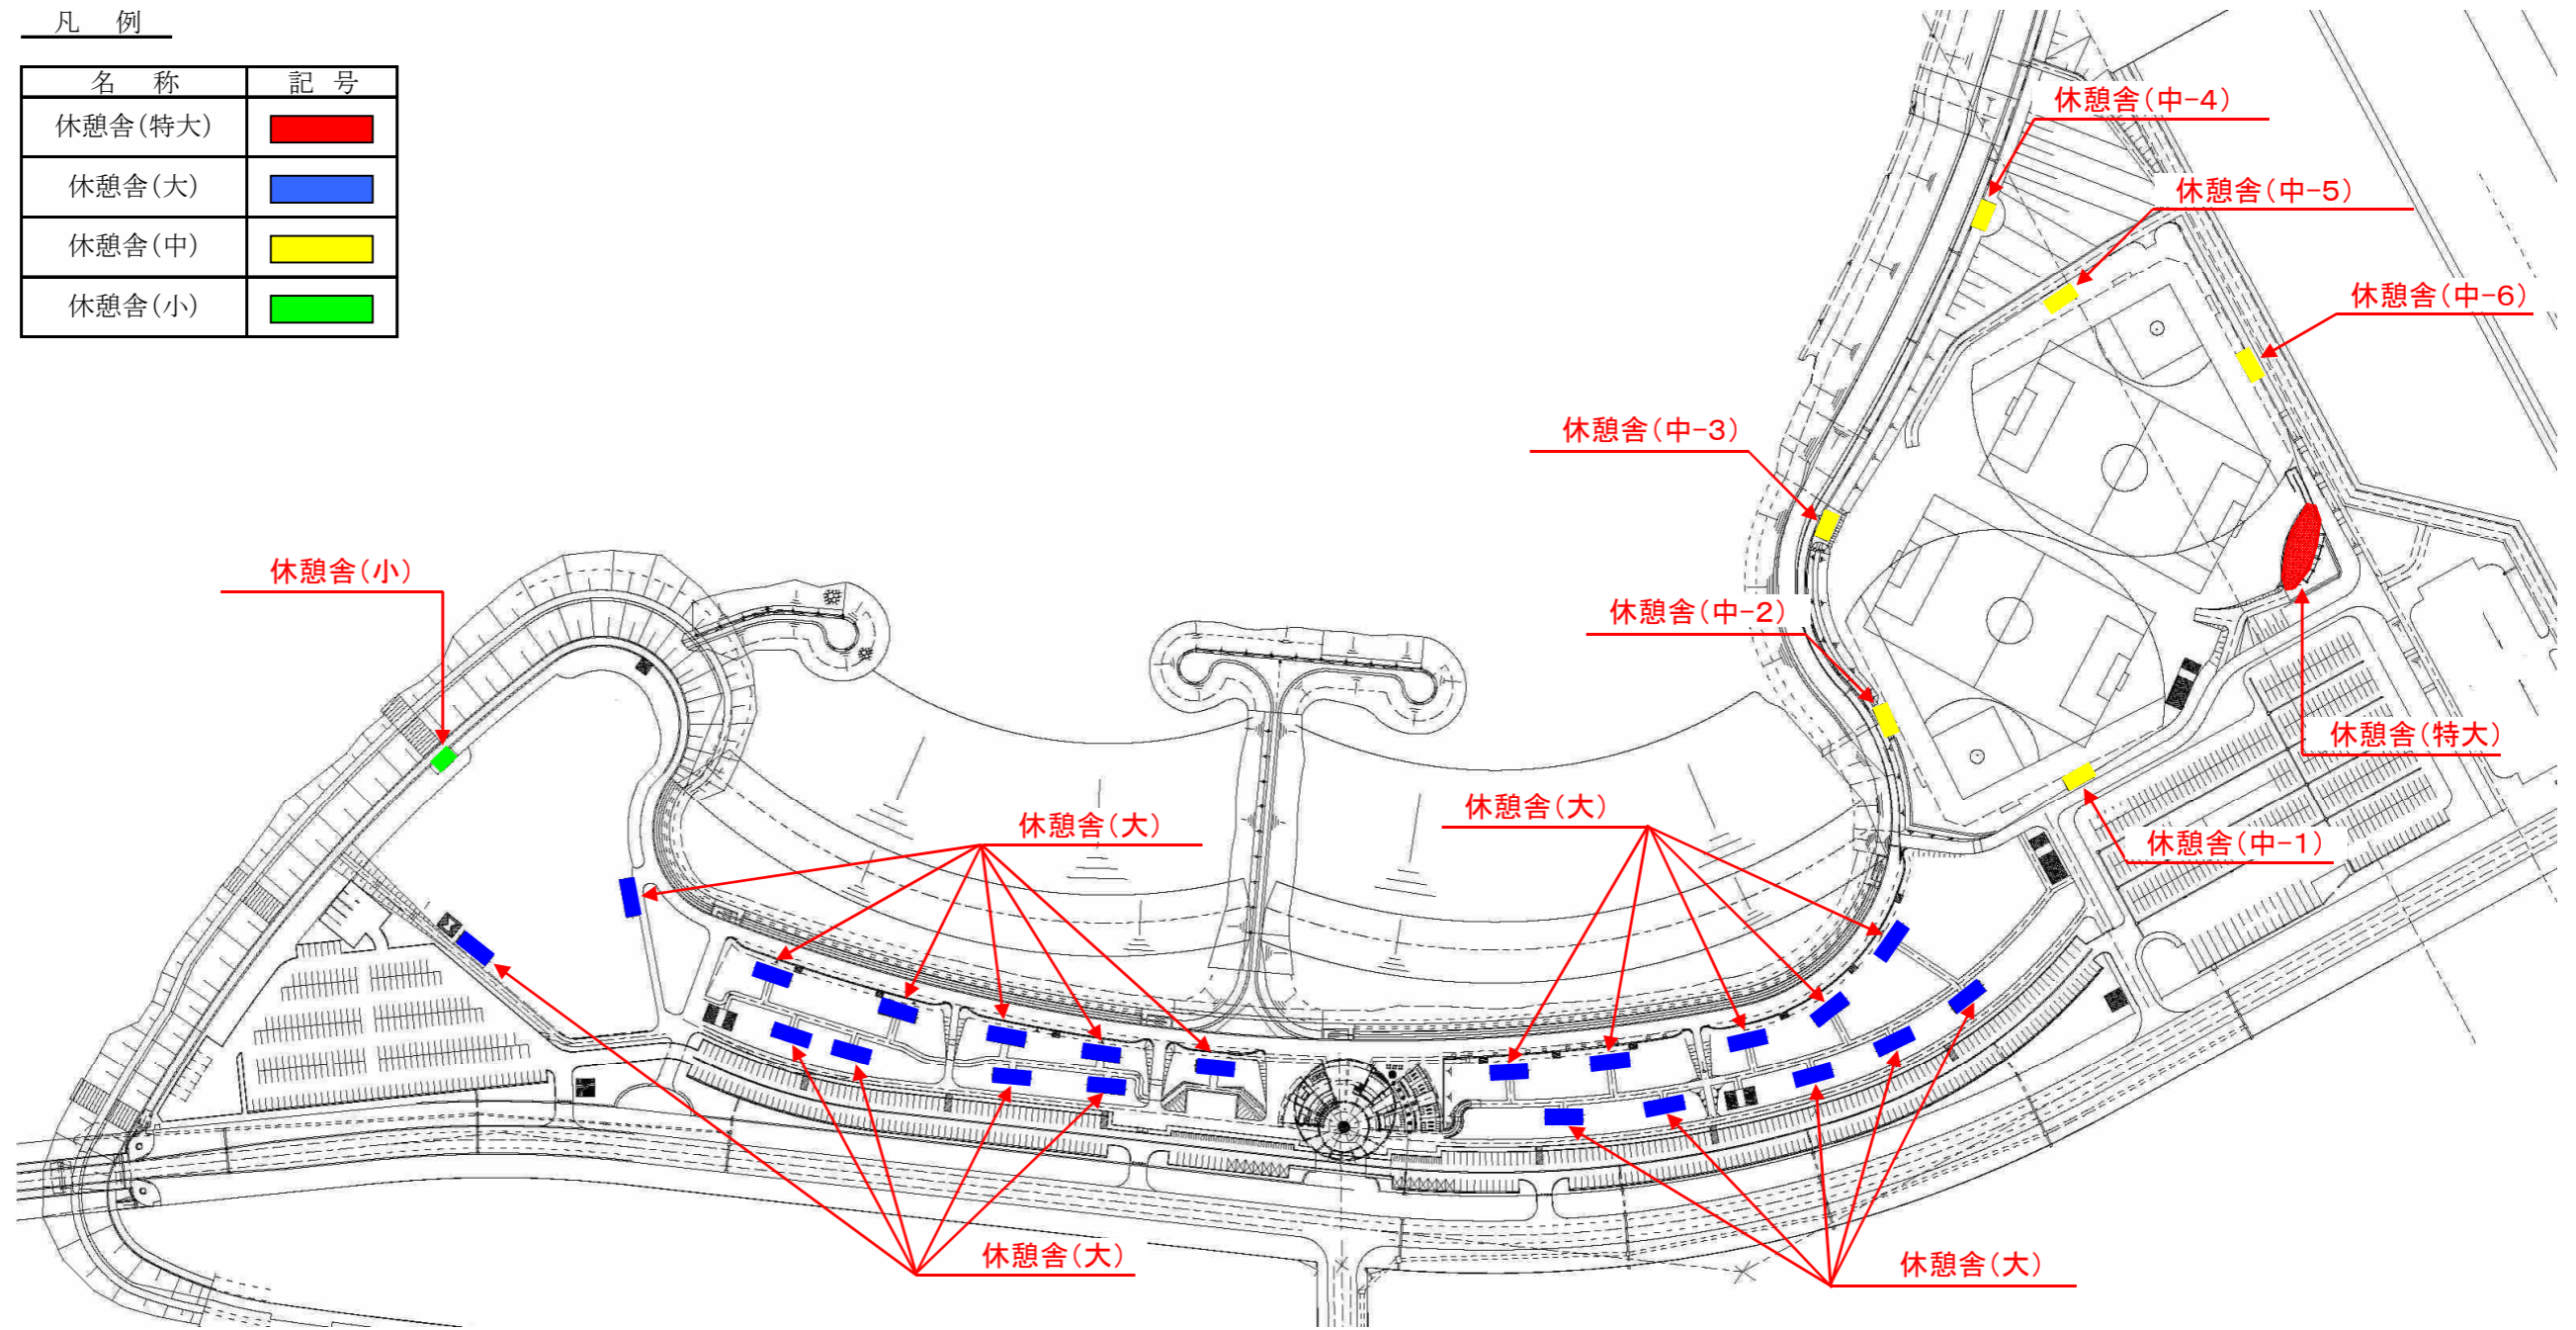 凡 例
名 称 記 号
休憩舎(特大)
休憩舎(大)
休憩舎(中)
休憩舎(小)
休憩舎(中-4)
休憩舎(中-5)
休憩舎(中-6)
休憩舎(中-3)
休憩舎(小)
休憩舎(中-2)
休憩舎(特大)
休憩舎(大)
休憩舎(大)
休憩舎(中-1)
休憩舎(大)
休憩舎(大)